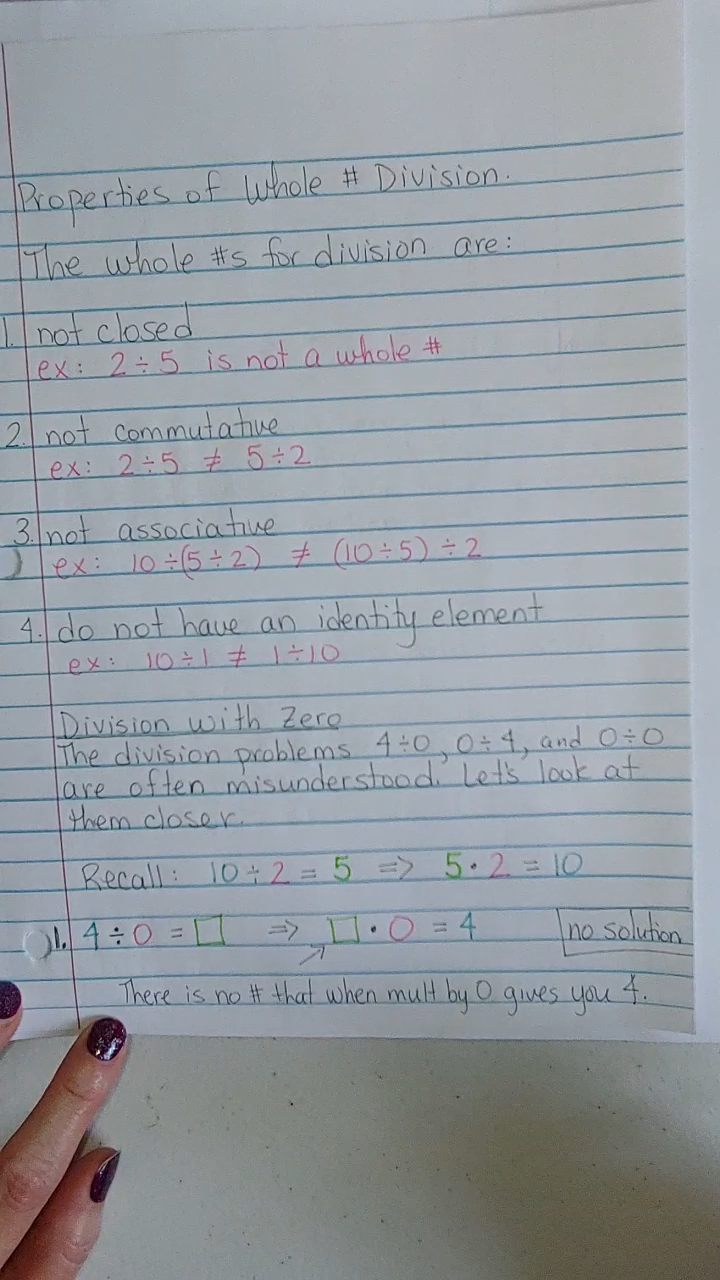 Properties of Whole # Division.
The whole #s for division are:
1. not closed
ex: 2 ÷ 5 is not a whole #
2. not commutative
ex: 2 ÷ 5 ≠ 5 ÷ 2
3. not associative
ex: 10 ÷ (5 ÷ 2) ≠ (10 ÷ 5) ÷ 2
4. do not have an identity element
ex: 10 ÷ 1 ≠ 1 ÷ 10
Division with Zero
The division problems 4 ÷ 0, 0 ÷ 4, and 0 ÷ 0
are often misunderstood. Let's look at
them closer.
Recall: 10 ÷ 2 = 5 => 5 · 2 = 10
1. 4 ÷ 0 = □ => □ · 0 = 4 no solution
There is no # that when mult by 0 gives you 4.